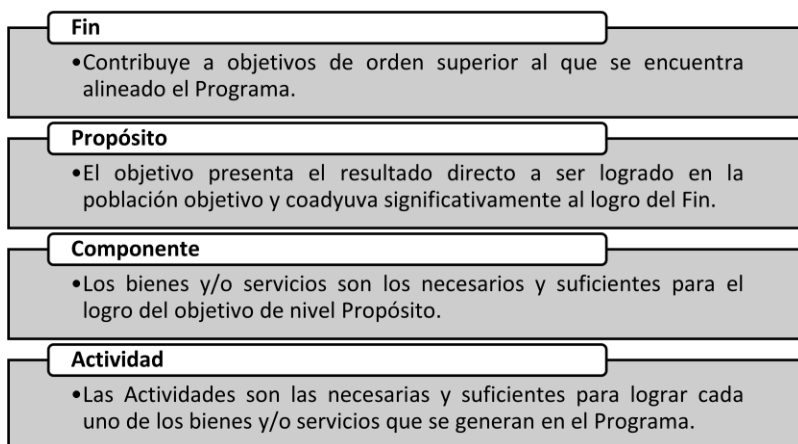 Fin
•Contribuye a objetivos de orden superior al que se encuentra
alineado el Programa.
Propósito
•El objetivo presenta el resultado directo a ser logrado en la
población objetivo y coadyuva significativamente al logro del Fin.
Componente
•Los bienes y/o servicios son los necesarios y suficientes para el
logro del objetivo de nivel Propósito.
Actividad
•Las Actividades son las necesarias y suficientes para lograr cada
uno de los bienes y/o servicios que se generan en el Programa.